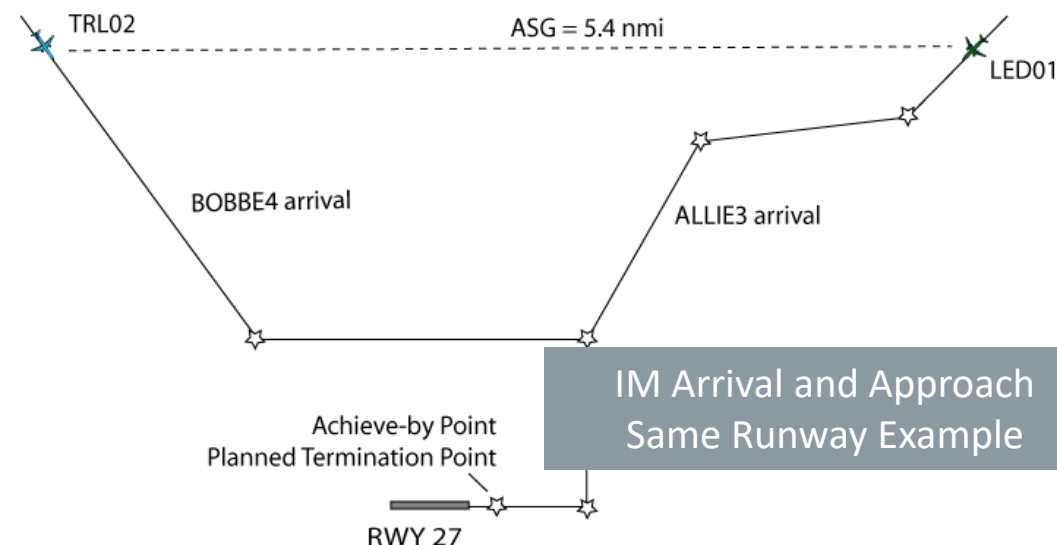 TRL02
ASG = 5.4 nmi
LED01
BOBBE4 arrival
ALLIE3 arrival
IM Arrival and Approach
Same Runway Example
Achieve-by Point
Planned Termination Point
RWY 27